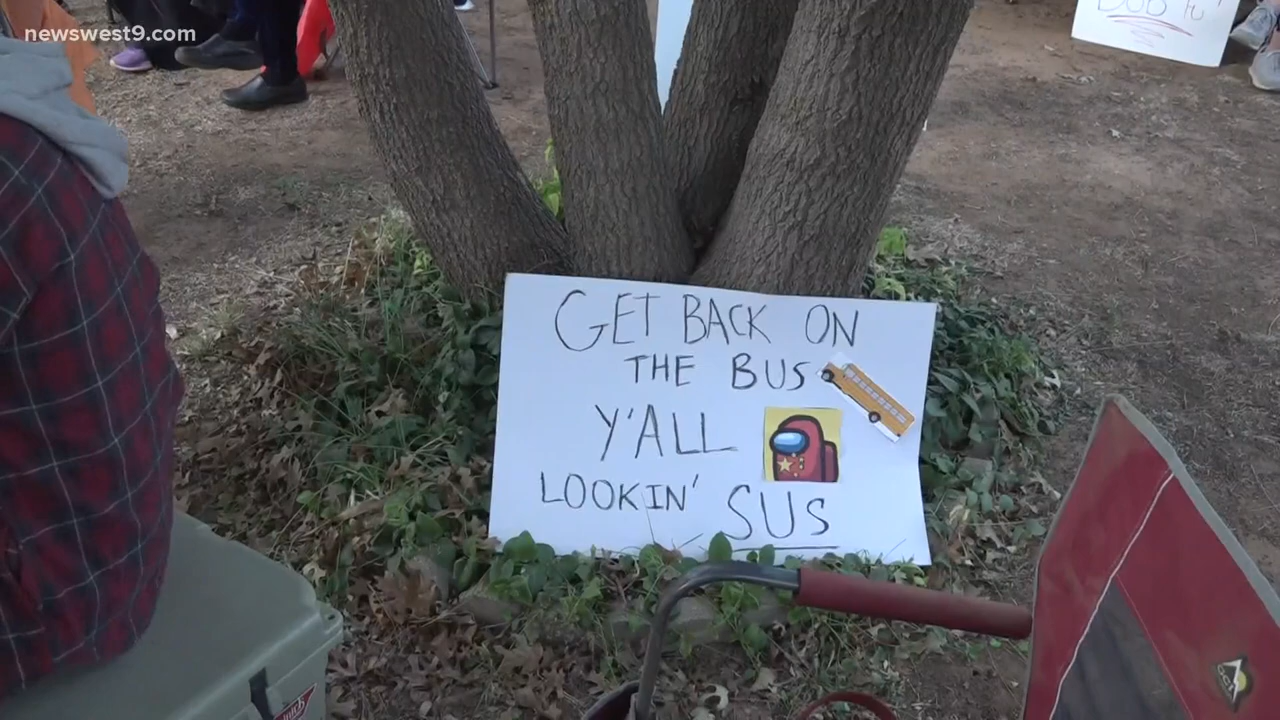 newswest9.com
GET BACK ON
THE BUS
Y'ALL
LOOKIN' SUS